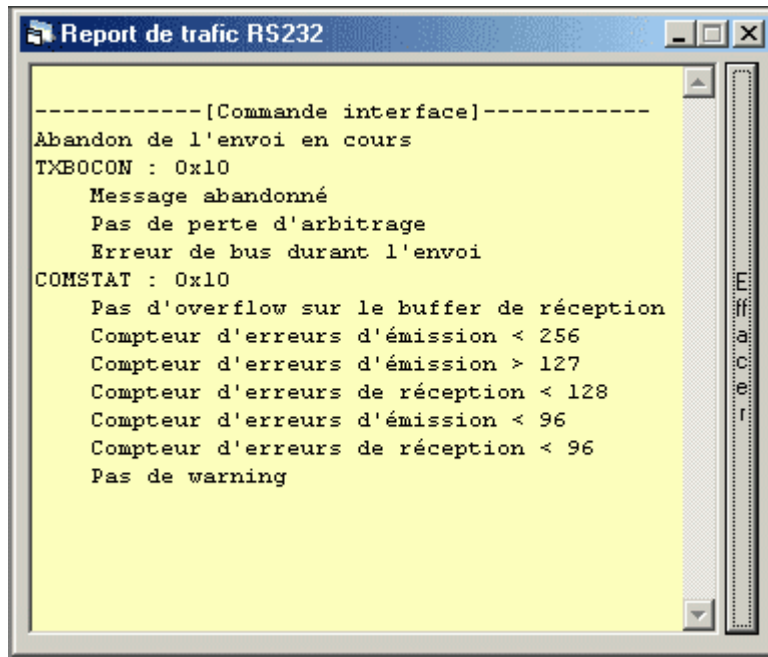 Report de trafic RS232
------------[Commande interface]------------
Abandon de l'envoi en cours
TXB0CON : 0x10
Message abandonné
Pas de perte d'arbitrage
Erreur de bus durant l'envoi
COMSTAT : 0x10
Pas d'overflow sur le buffer de réception
Compteur d'erreurs d'émission < 256
Compteur d'erreurs d'émission > 127
Compteur d'erreurs de réception < 128
Compteur d'erreurs d'émission < 96
Compteur d'erreurs de réception < 96
Pas de warning
Effacer